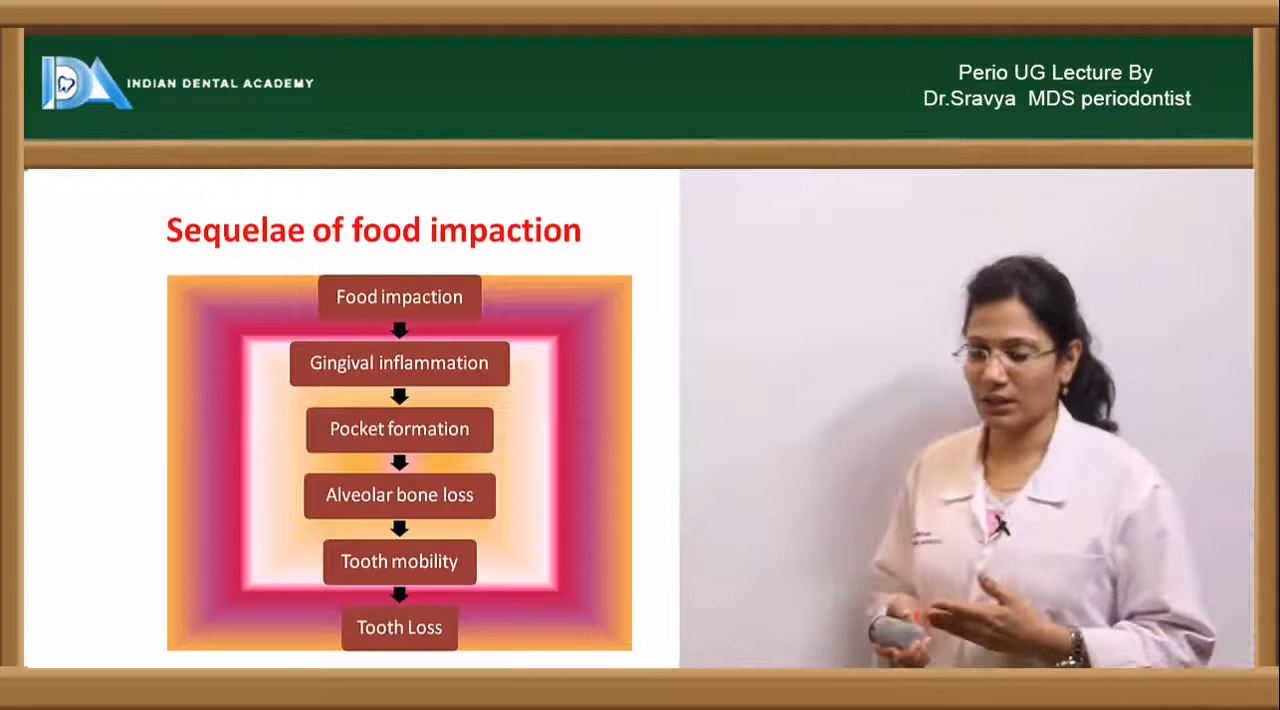 IDA INDIAN DENTAL ACADEMY
Perio UG Lecture By
Dr.Sravya MDS periodontist
Sequelae of food impaction
Food impaction
Gingival inflammation
Pocket formation
Alveolar bone loss
Tooth mobility
Tooth Loss